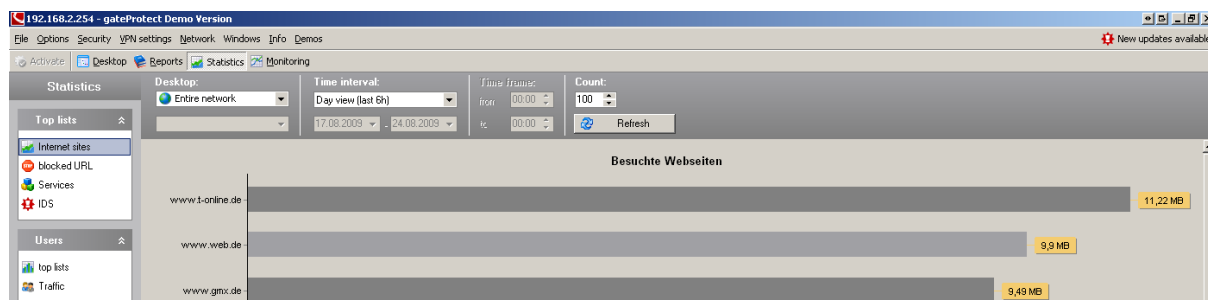 192.168.2.254 - gateProtect Demo Version
File Options Security VPN settings Network Windows Info Demos
New updates available
Activate Desktop Reports Statistics Monitoring
Statistics
Desktop: Time interval: Time frame: Count:
Entire network Day view (last 6h) from 00:00 100
Top lists
17.08.2009 - 24.08.2009 00:00 Refresh
Internet sites
blocked URL
Services
IDS
Besuchte Webseiten
www.t-online.de 11,22 MB
Users
www.web.de 9,9 MB
top lists
Traffic
www.gmx.de 9,49 MB